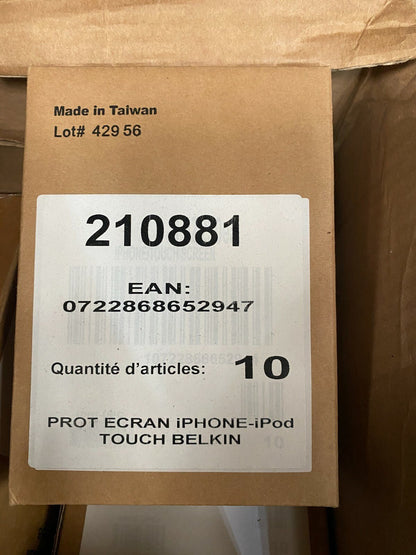 Made in Taiwan
Lot# 429 56
210881
EAN:
0722868652947
Quantité d'articles: 10
PROT ECRAN iPHONE-iPod
TOUCH BELKIN